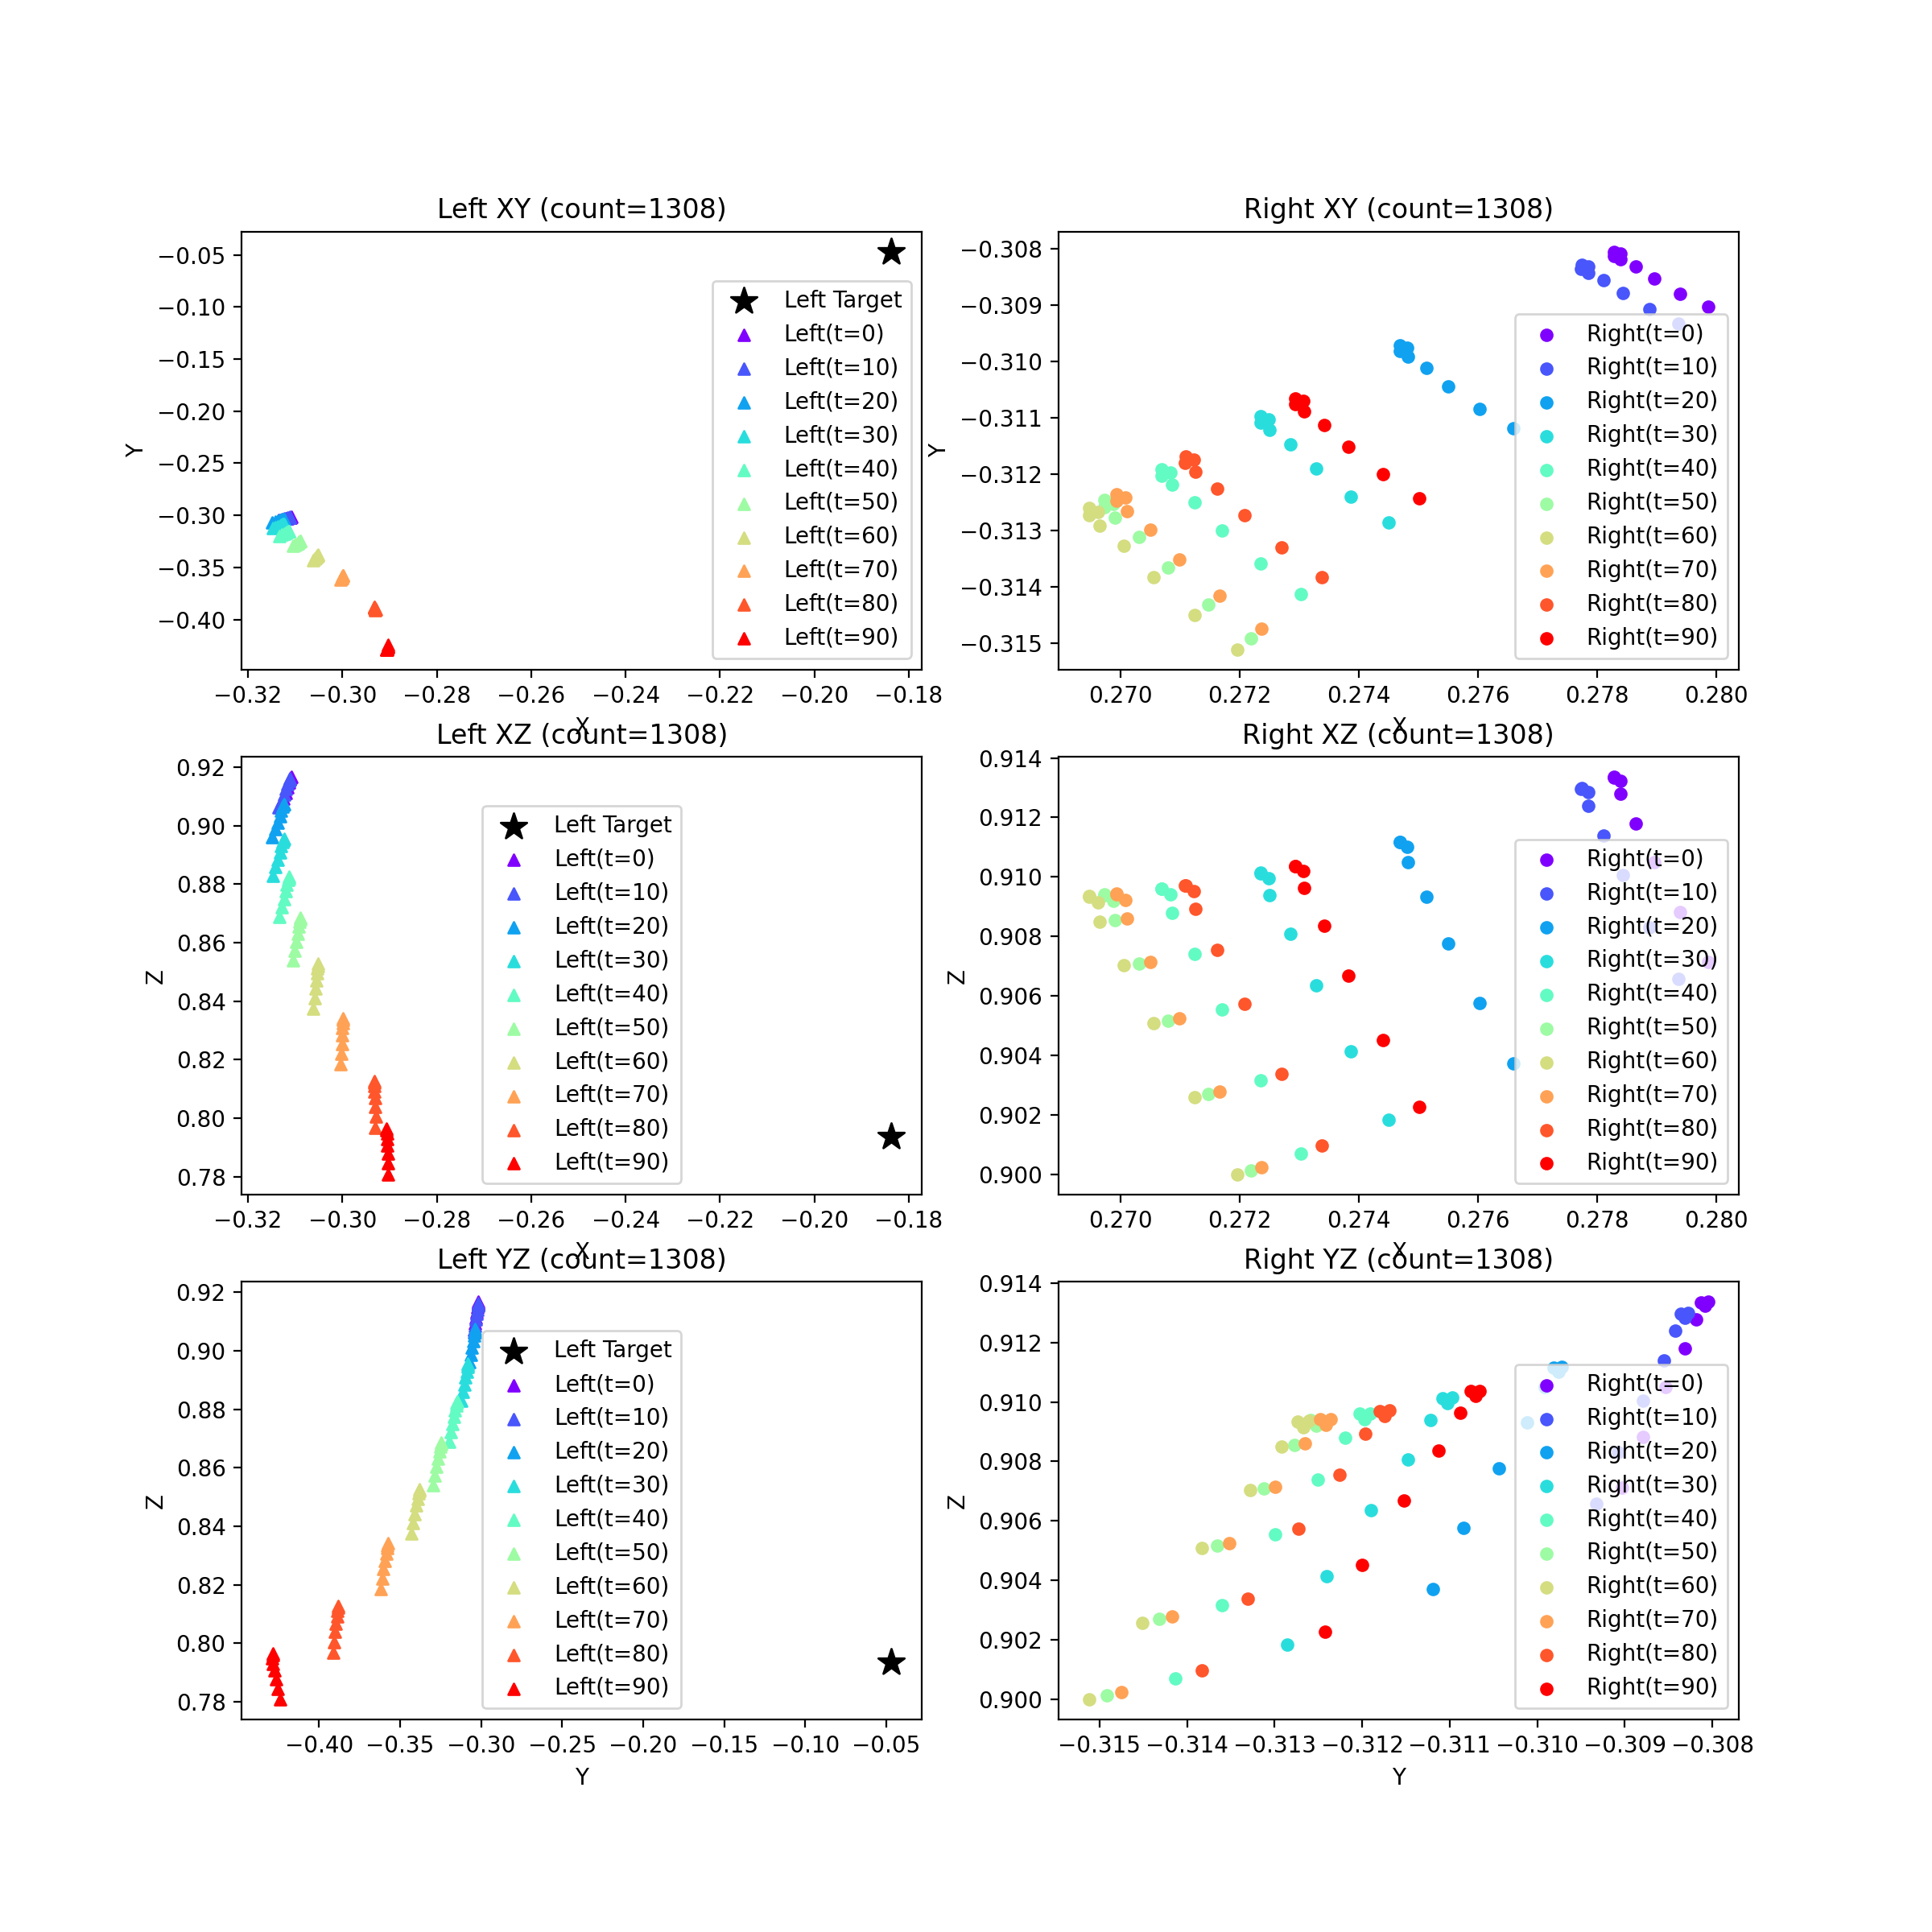 Left XY (count=1308)
−0.05
−0.10
−0.15
−0.20
−0.25
−0.30
−0.35
−0.40
Y
−0.32 −0.30 −0.28 −0.26 −0.24 −0.22 −0.20 −0.18
X
Left Target
Left(t=0)
Left(t=10)
Left(t=20)
Left(t=30)
Left(t=40)
Left(t=50)
Left(t=60)
Left(t=70)
Left(t=80)
Left(t=90)
Right XY (count=1308)
−0.308
−0.309
−0.310
−0.311
−0.312
−0.313
−0.314
−0.315
Y
0.270 0.272 0.274 0.276 0.278 0.280
X
Right(t=0)
Right(t=10)
Right(t=20)
Right(t=30)
Right(t=40)
Right(t=50)
Right(t=60)
Right(t=70)
Right(t=80)
Right(t=90)
Left XZ (count=1308)
0.92
0.90
0.88
0.86
0.84
0.82
0.80
0.78
Z
−0.32 −0.30 −0.28 −0.26 −0.24 −0.22 −0.20 −0.18
X
Left Target
Left(t=0)
Left(t=10)
Left(t=20)
Left(t=30)
Left(t=40)
Left(t=50)
Left(t=60)
Left(t=70)
Left(t=80)
Left(t=90)
Right XZ (count=1308)
0.914
0.912
0.910
0.908
0.906
0.904
0.902
0.900
Z
0.270 0.272 0.274 0.276 0.278 0.280
X
Right(t=0)
Right(t=10)
Right(t=20)
Right(t=30)
Right(t=40)
Right(t=50)
Right(t=60)
Right(t=70)
Right(t=80)
Right(t=90)
Left YZ (count=1308)
0.92
0.90
0.88
0.86
0.84
0.82
0.80
0.78
Z
−0.40 −0.35 −0.30 −0.25 −0.20 −0.15 −0.10 −0.05
Y
Left Target
Left(t=0)
Left(t=10)
Left(t=20)
Left(t=30)
Left(t=40)
Left(t=50)
Left(t=60)
Left(t=70)
Left(t=80)
Left(t=90)
Right YZ (count=1308)
0.914
0.912
0.910
0.908
0.906
0.904
0.902
0.900
Z
−0.315 −0.314 −0.313 −0.312 −0.311 −0.310 −0.309 −0.308
Y
Right(t=0)
Right(t=10)
Right(t=20)
Right(t=30)
Right(t=40)
Right(t=50)
Right(t=60)
Right(t=70)
Right(t=80)
Right(t=90)